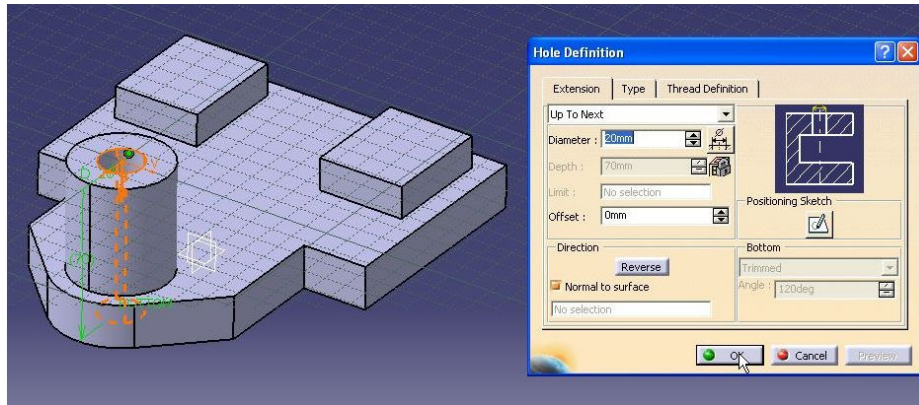 Hole Definition
Extension
Type
Thread Definition
Up To Next
Diameter :
20mm
Depth :
70mm
Limit :
No selection
Offset :
0mm
Positioning Sketch
Direction
Reverse
Normal to surface
No selection
Bottom
Trimmed
Angle :
120deg
OK
Cancel
Preview
V